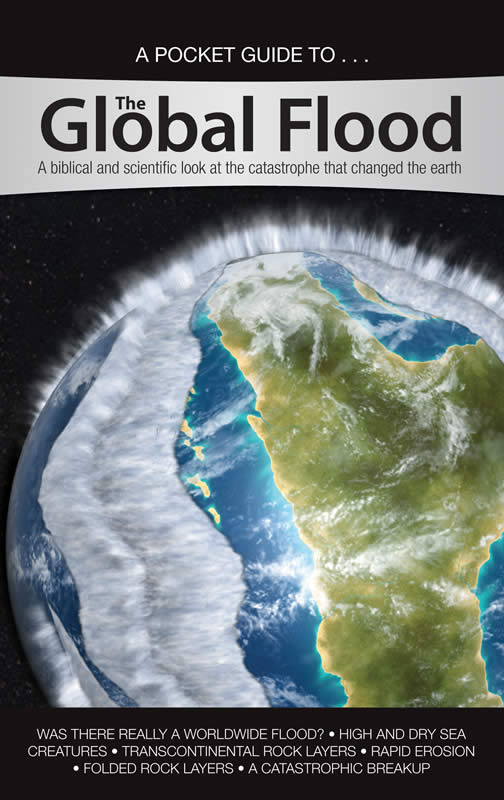 A POCKET GUIDE TO . . .
The
Global Flood
A biblical and scientific look at the catastrophe that changed the earth
WAS THERE REALLY A WORLDWIDE FLOOD? • HIGH AND DRY SEA
CREATURES • TRANSCONTINENTAL ROCK LAYERS • RAPID EROSION
• FOLDED ROCK LAYERS • A CATASTROPHIC BREAKUP